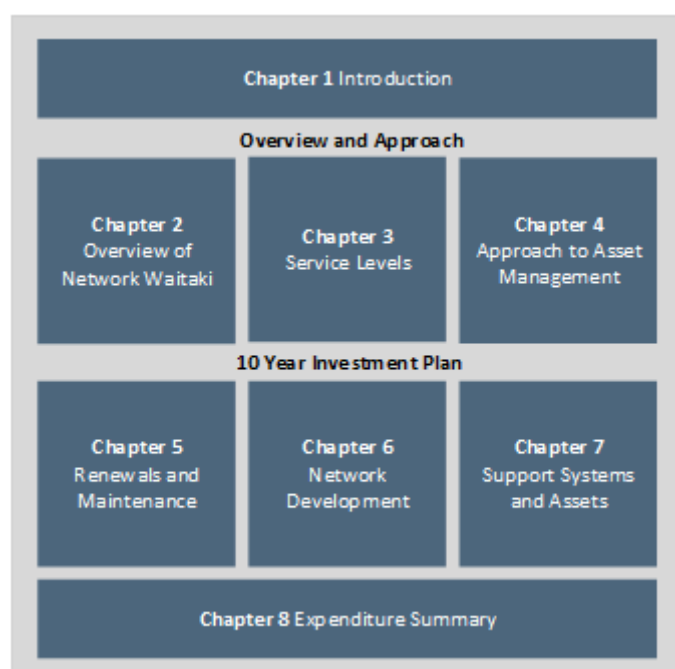 Chapter 1 Introduction
Overview and Approach
Chapter 2
Overview of
Network Waitaki
Chapter 3
Service Levels
Chapter 4
Approach to Asset
Management
10 Year Investment Plan
Chapter 5
Renewals and
Maintenance
Chapter 6
Network
Development
Chapter 7
Support Systems
and Assets
Chapter 8 Expenditure Summary